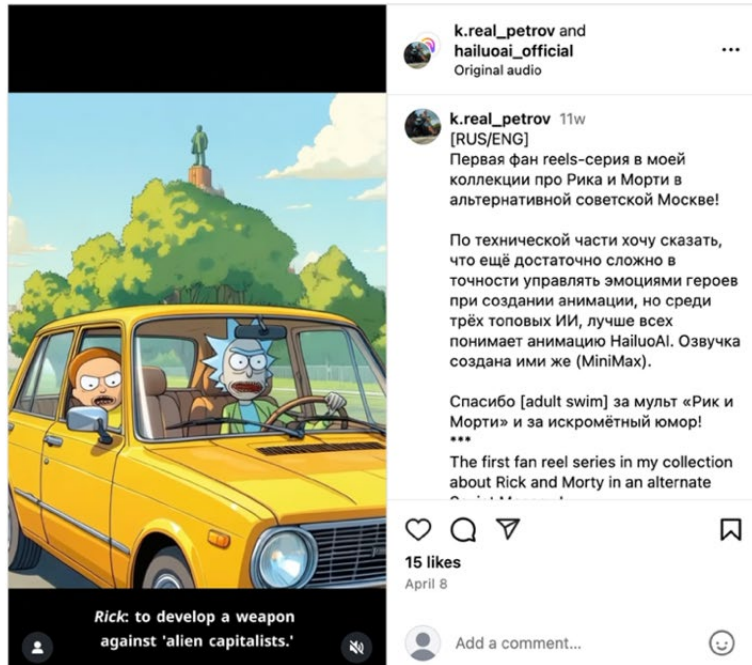 k.real_petrov and
hailuoai_official
Original audio
k.real_petrov 11w
[RUS/ENG]
Первая фан reels-серия в моей
коллекции про Рика и Морти в
альтернативной советской Москве!
По технической части хочу сказать,
что ещё достаточно сложно в
точности управлять эмоциями героев
при создании анимации, но среди
трёх топовых ИИ, лучше всех
понимает анимацию HailuoAI. Озвучка
создана ими же (MiniMax).
Спасибо [adult swim] за мульт «Рик и
Морти» и за искромётный юмор!
***
The first fan reel series in my collection
about Rick and Morty in an alternate
15 likes
April 8
Add a comment...
Rick: to develop a weapon
against 'alien capitalists.'